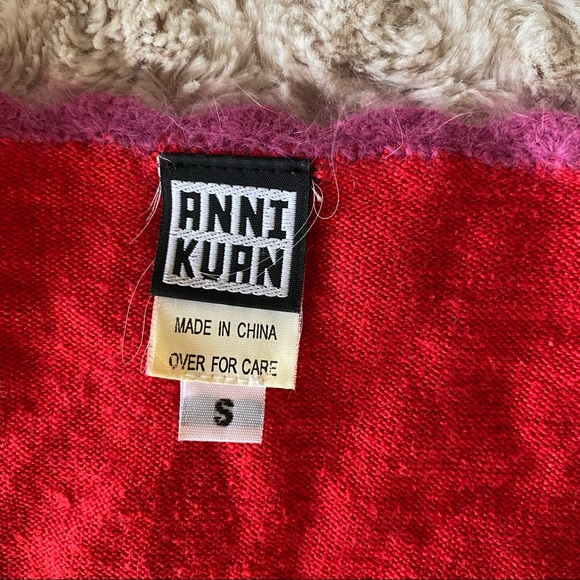 ANNI
KUAN
MADE IN CHINA
OVER FOR CARE
S